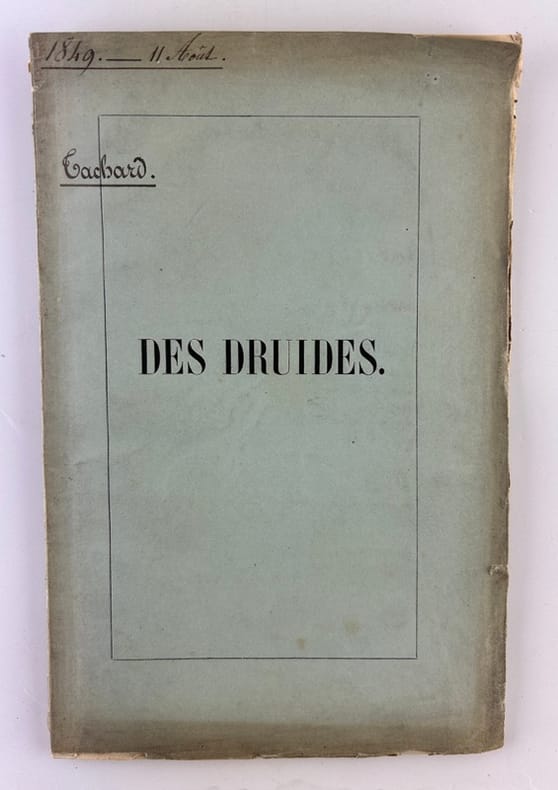 1849. — 11 Août.
Tachard.
DES DRUIDES.